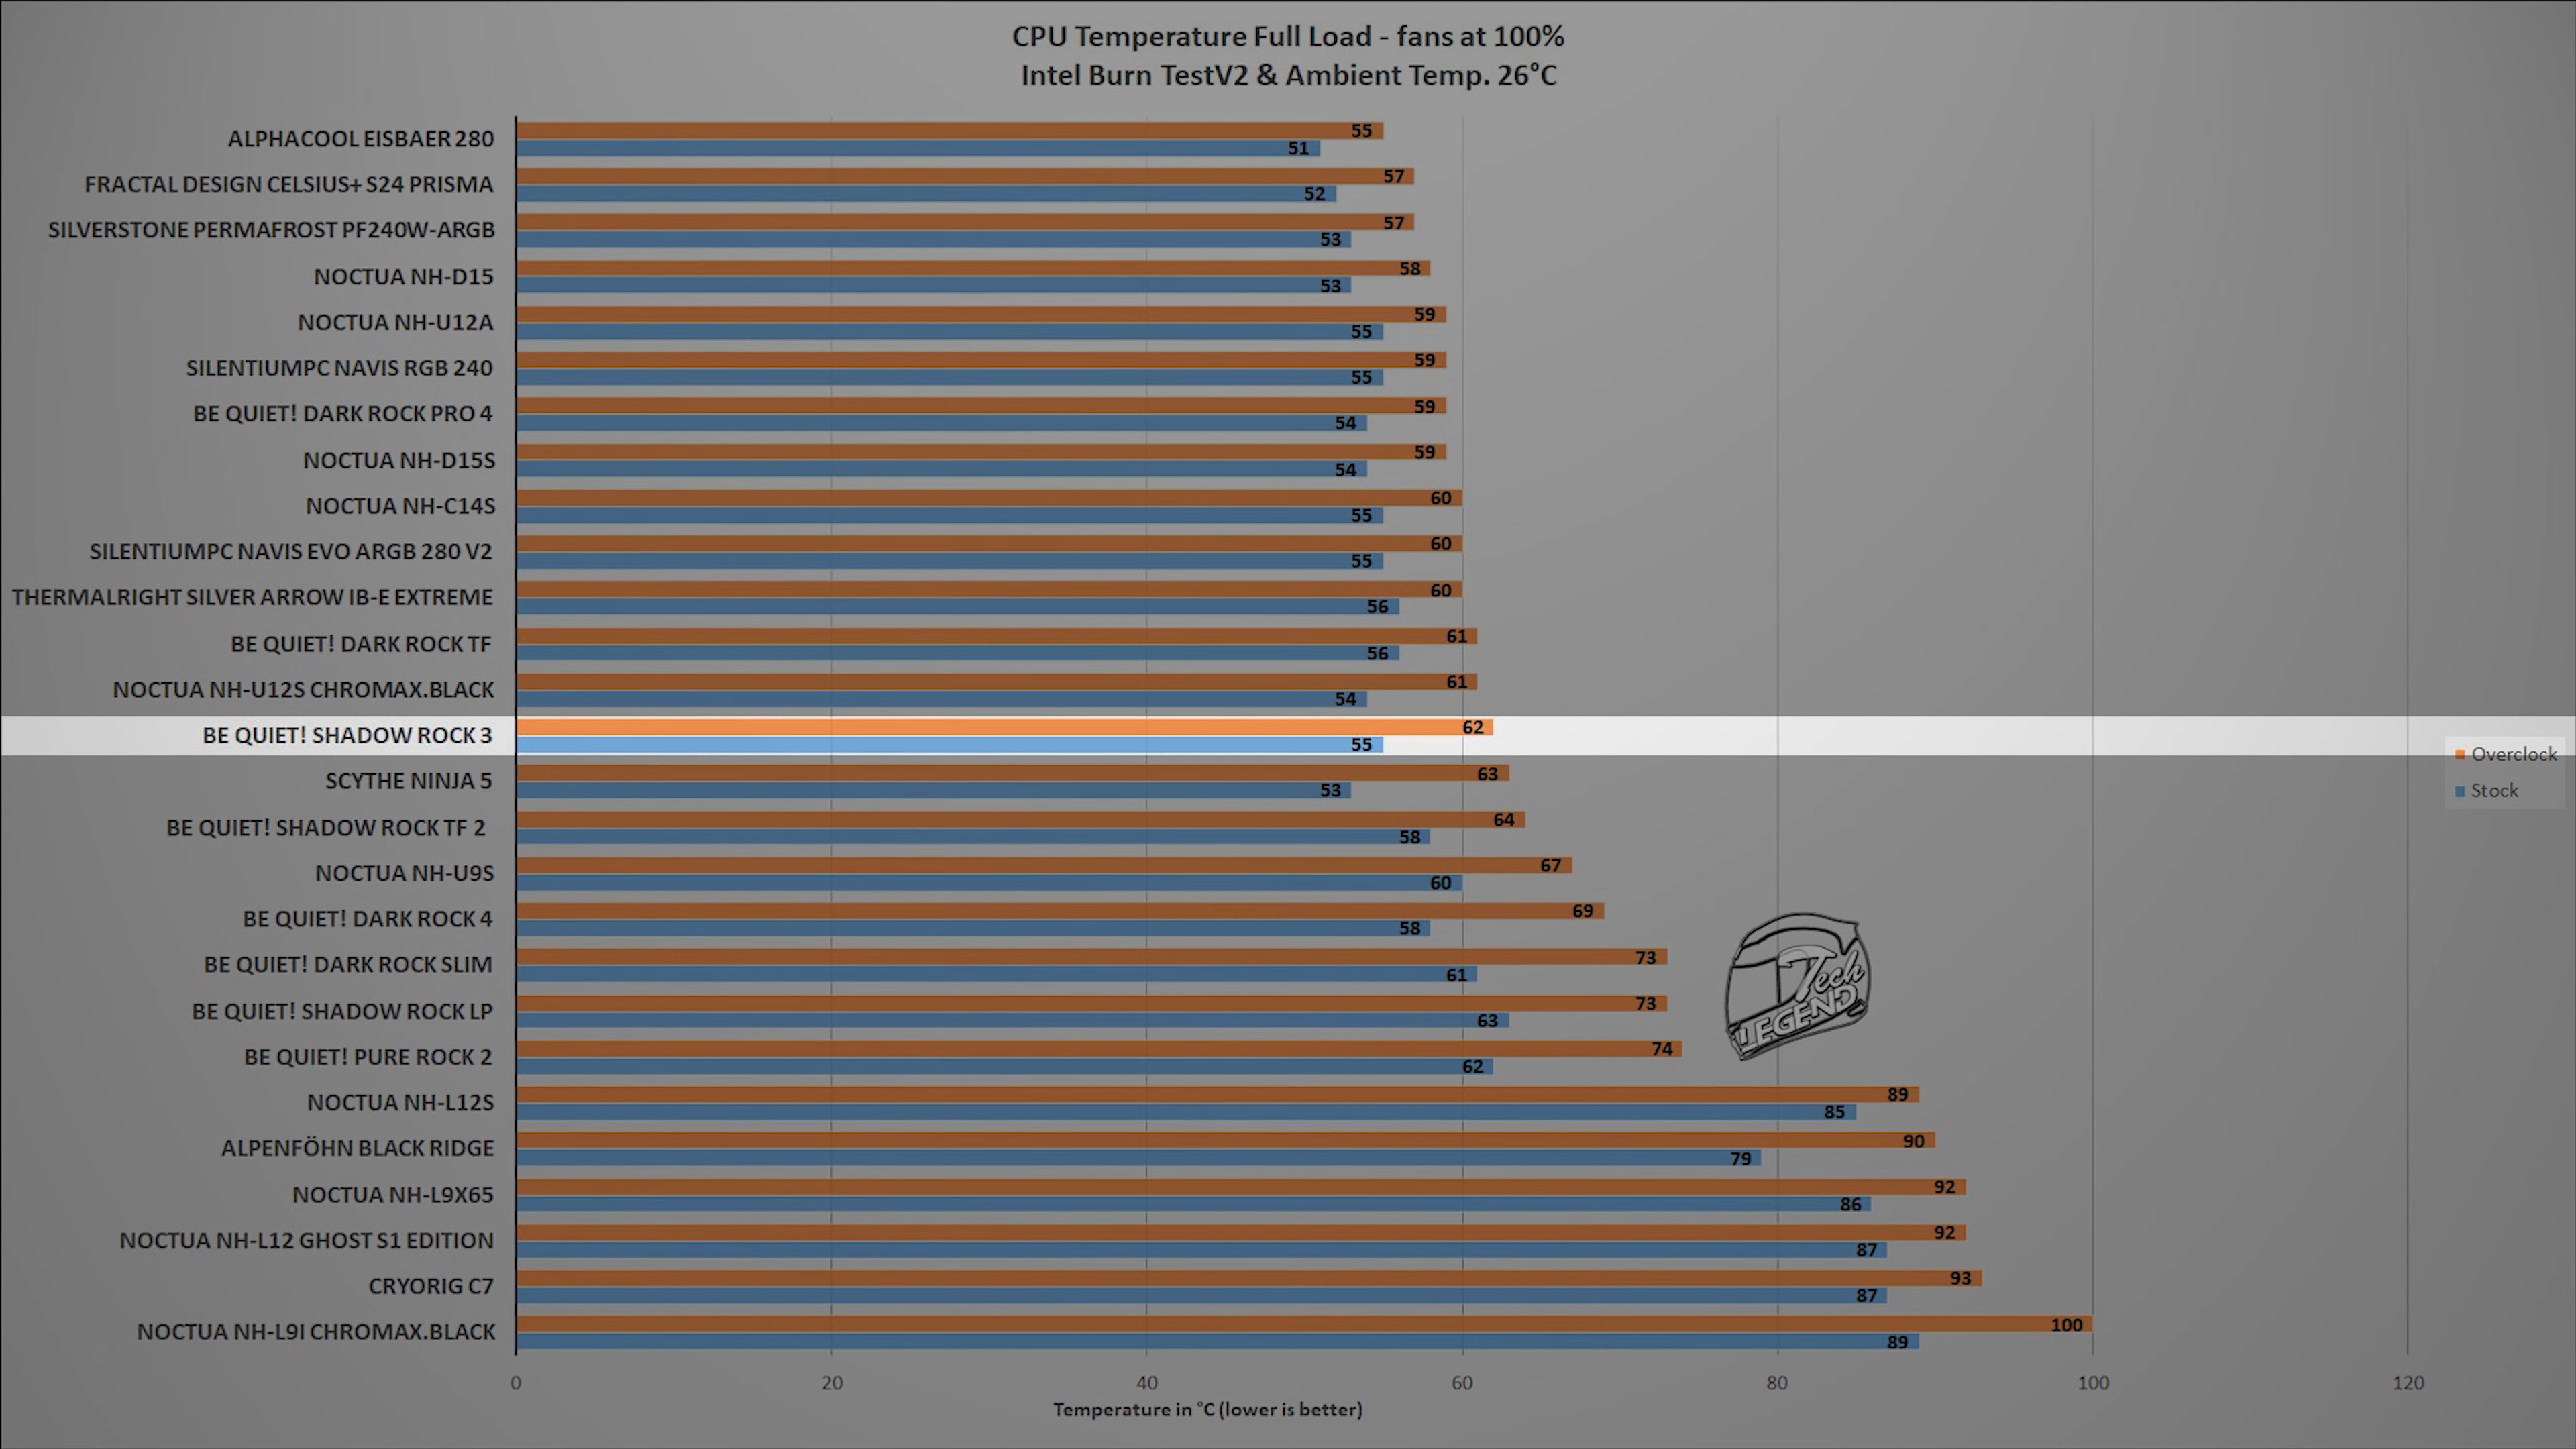 CPU Temperature Full Load - fans at 100%
Intel Burn TestV2 & Ambient Temp. 26°C
ALPHACOOL EISBAER 280 55 51
FRACTAL DESIGN CELSIUS+ S24 PRISMA 57 52
SILVERSTONE PERMAFROST PF240W-ARGB 57 53
NOCTUA NH-D15 58 53
NOCTUA NH-U12A 59 55
SILENTIUMPC NAVIS RGB 240 59 55
BE QUIET! DARK ROCK PRO 4 59 54
NOCTUA NH-D15S 59 54
NOCTUA NH-C14S 60 55
SILENTIUMPC NAVIS EVO ARGB 280 V2 60 55
THERMALRIGHT SILVER ARROW IB-E EXTREME 60 56
BE QUIET! DARK ROCK TF 61 56
NOCTUA NH-U12S CHROMAX.BLACK 61 54
BE QUIET! SHADOW ROCK 3 62 55
Overclock
Stock
SCYTHE NINJA 5 63 53
BE QUIET! SHADOW ROCK TF 2 64 58
NOCTUA NH-U9S 67 60
BE QUIET! DARK ROCK 4 69 58
BE QUIET! DARK ROCK SLIM 73 61
BE QUIET! SHADOW ROCK LP 73 63
BE QUIET! PURE ROCK 2 74 62
Tech
LEGEND
NOCTUA NH-L12S 89 85
ALPENFÖHN BLACK RIDGE 90 79
NOCTUA NH-L9X65 92 86
NOCTUA NH-L12 GHOST S1 EDITION 92 87
CRYORIG C7 93 87
NOCTUA NH-L9I CHROMAX.BLACK 100 89
0 20 40 60 80 100 120
Temperature in °C (lower is better)